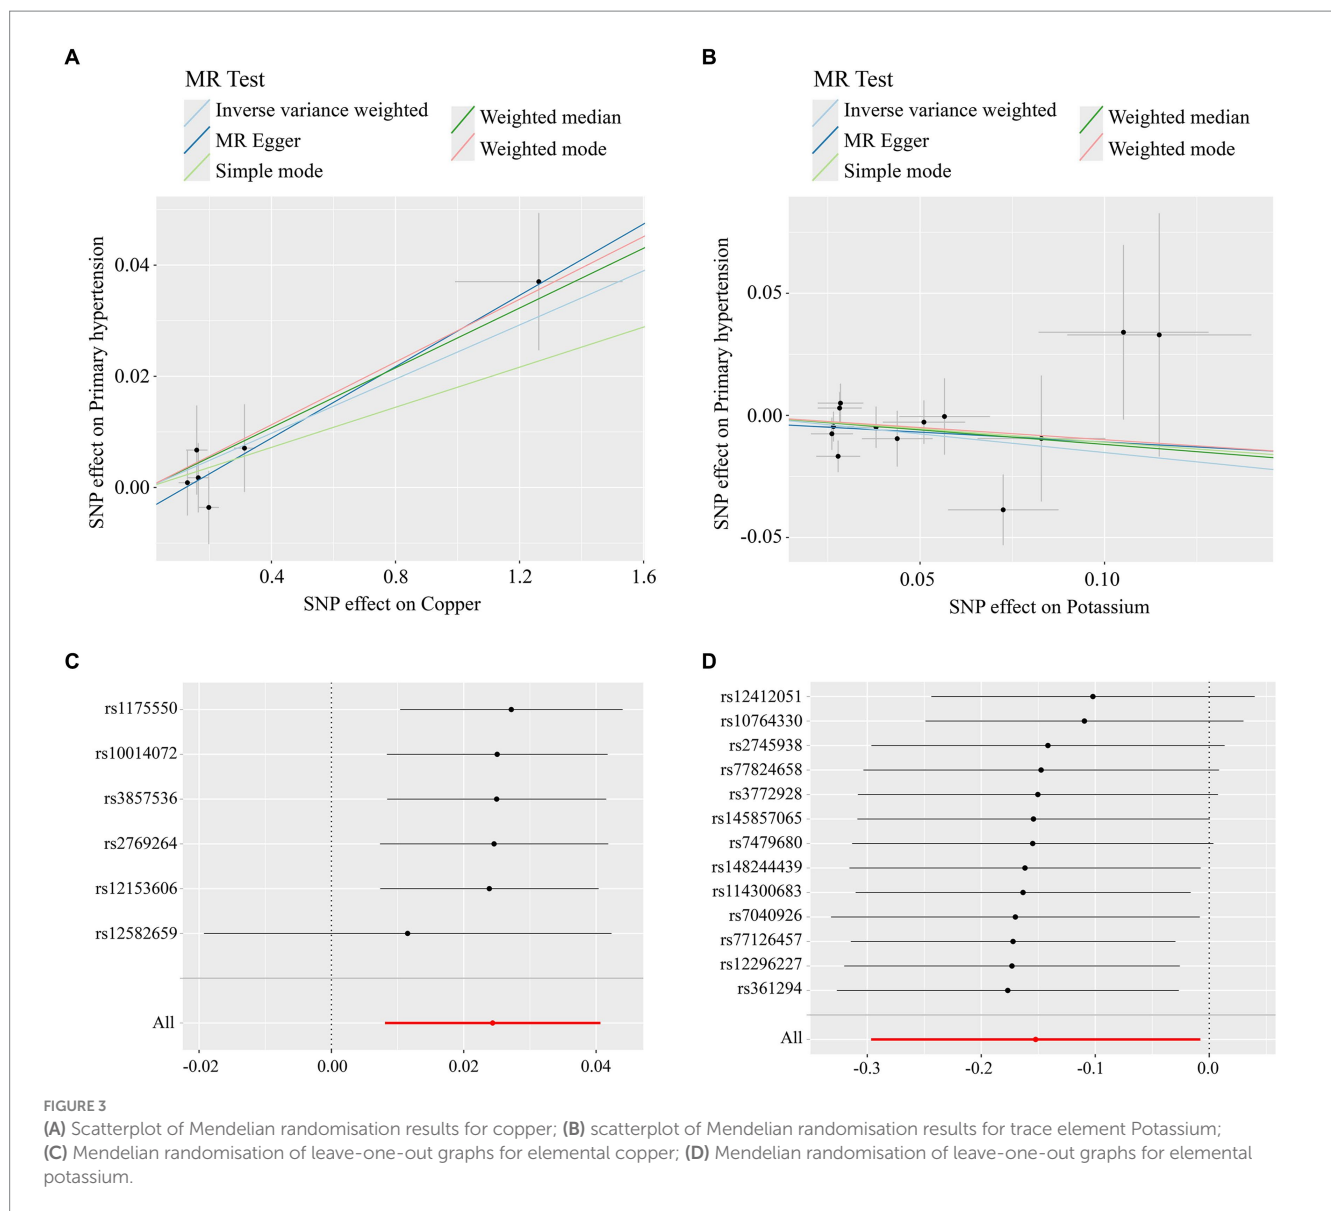 A
MR Test
Inverse variance weighted
MR Egger
Simple mode
Weighted median
Weighted mode
SNP effect on Primary hypertension
0.04
0.02
0.00
0.4 0.8 1.2 1.6
SNP effect on Copper
B
MR Test
Inverse variance weighted
MR Egger
Simple mode
Weighted median
Weighted mode
SNP effect on Primary hypertension
0.05
0.00
-0.05
0.05 0.10
SNP effect on Potassium
C
rs1175550
rs10014072
rs3857536
rs2769264
rs12153606
rs12582659
All
-0.02 0.00 0.02 0.04
D
rs12412051
rs10764330
rs2745938
rs77824658
rs3772928
rs145857065
rs7479680
rs148244439
rs114300683
rs7040926
rs77126457
rs12296227
rs361294
All
-0.3 -0.2 -0.1 0.0
FIGURE 3
(A) Scatterplot of Mendelian randomisation results for copper; (B) scatterplot of Mendelian randomisation results for trace element Potassium;
(C) Mendelian randomisation of leave-one-out graphs for elemental copper; (D) Mendelian randomisation of leave-one-out graphs for elemental
potassium.